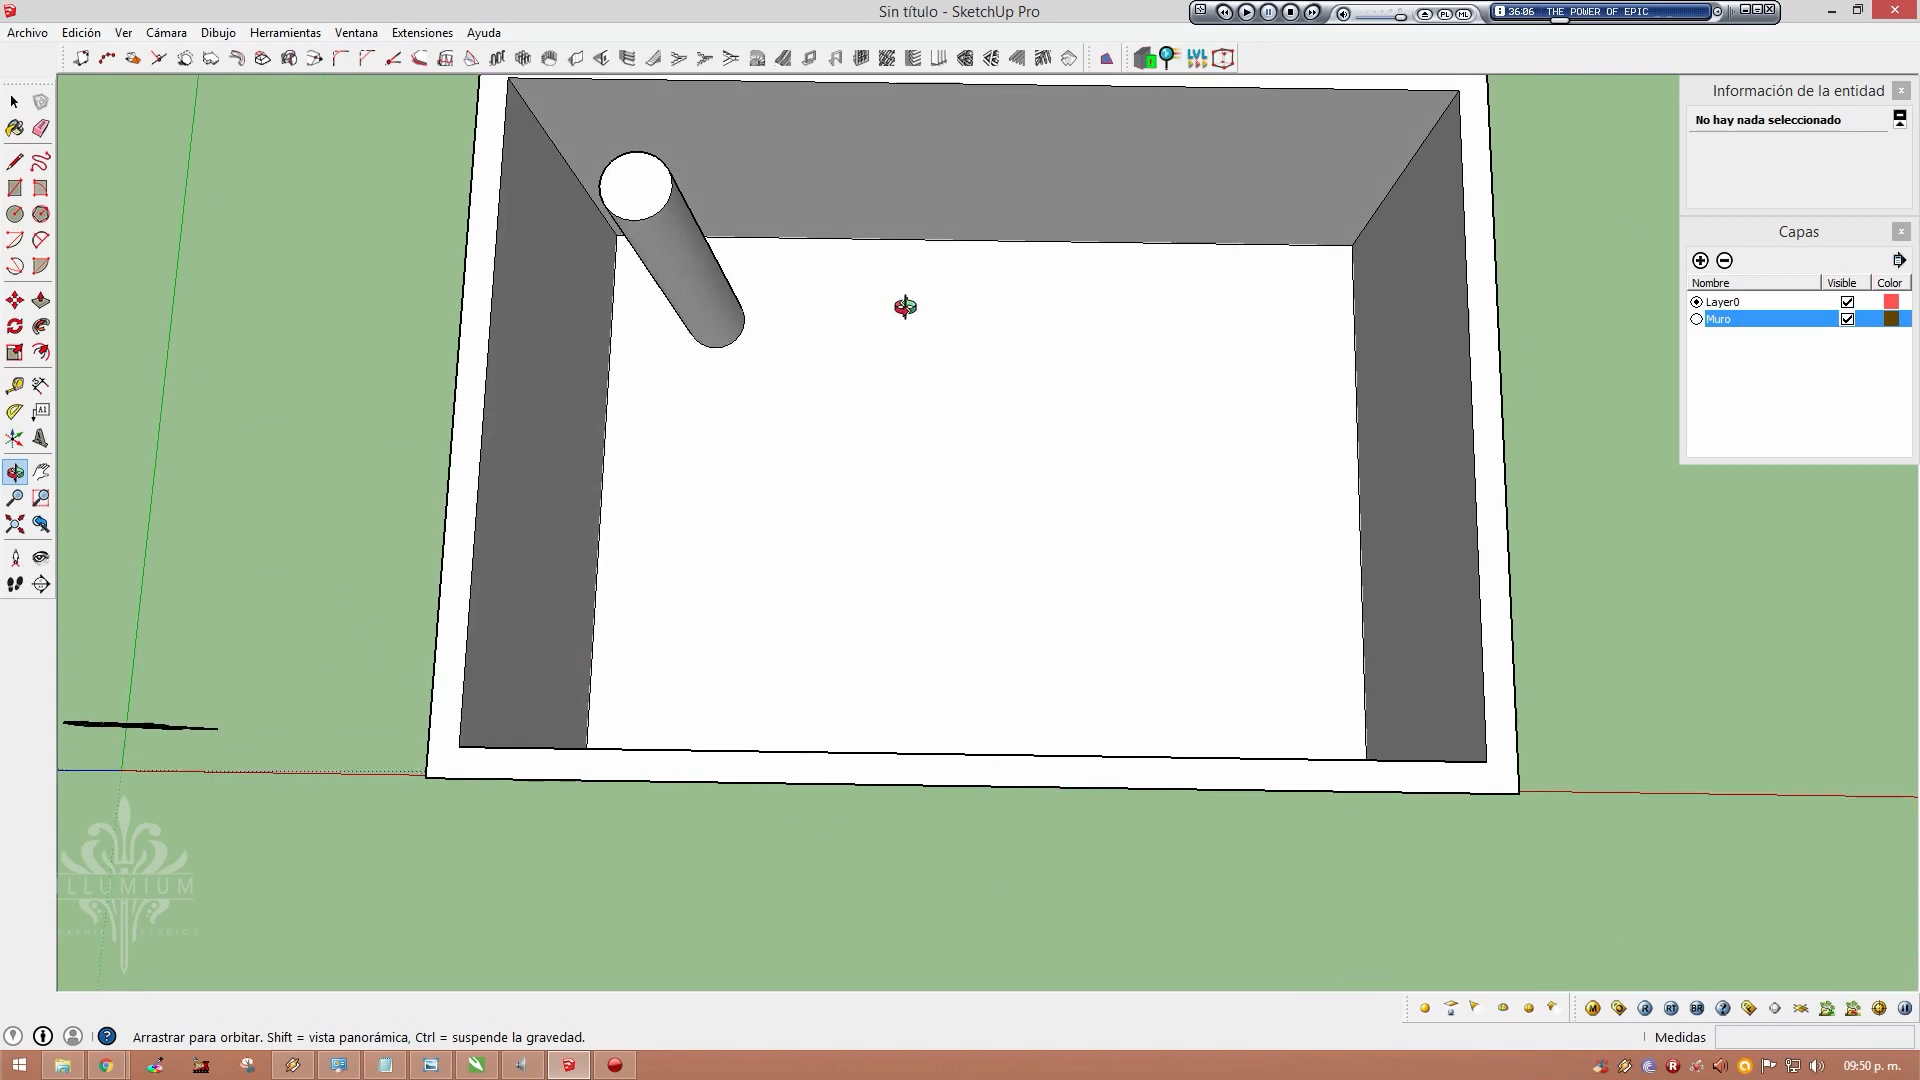 Sin título - SketchUp Pro
36:06 THE POWER OF EPIC
Archivo Edición Ver Cámara Dibujo Herramientas Ventana Extensiones Ayuda
Información de la entidad
No hay nada seleccionado
Capas
Nombre Visible Color
Layer0
Muro
ILLUMIUM
STUDIOS
Arrastrar para orbitar. Shift = vista panorámica, Ctrl = suspende la gravedad.
Medidas
09:50 p. m.